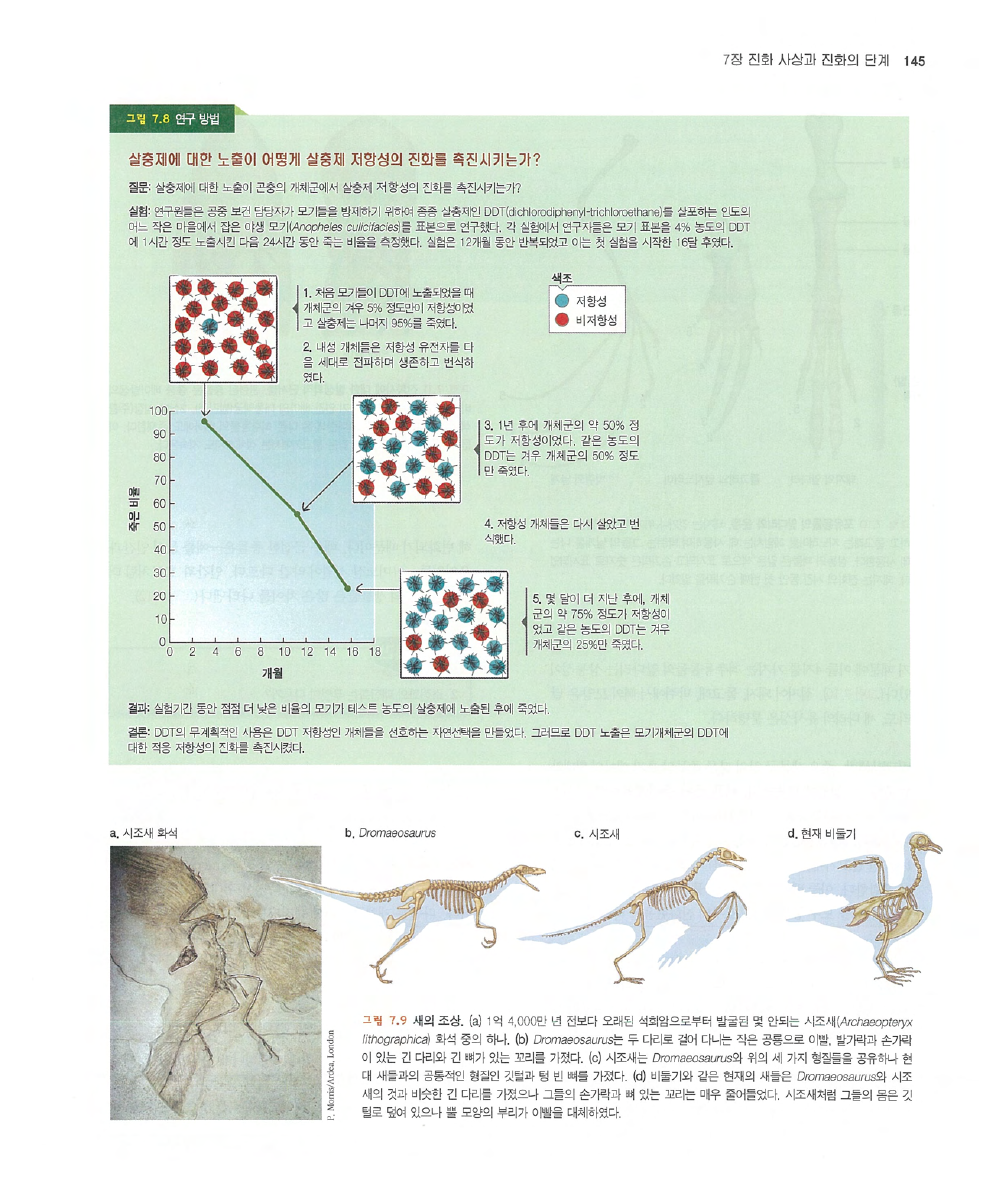 7장 진화 사상과 진화의 단계 145
그림 7.8 연구 방법
살충제에 대한 노출이 어떻게 살충제 저항성의 진화를 촉진시키는가?
질문: 살충제에 대한 노출이 곤충의 개체군에서 살충제 저항성의 진화를 촉진시키는가?
실험: 연구원들은 공중 보건 담당자가 모기들을 방제하기 위하여 종종 살충제인 DDT(dichlorodiphenyl-trichloroethane)를 살포하는 인도의
머느 작은 마을에서 잡은 야생 모기(Anopheles culicifacies)를 표본으로 연구했다. 각 실험에서 연구자들은 모기 표본을 4% 농도의 DDT
에 1시간 정도 노출시킨 다음 24시간 동안 죽는 비율을 측정했다. 실험은 12개월 동안 반복되었고 이는 첫 실험을 시작한 16달 후였다.
색조
저항성
비저항성
1. 처음 모기들이 DDT에 노출되었을 때
개체군의 겨우 5% 정도만이 저항성이었
고 살충제는 나머지 95%를 죽였다.
2. 내성 개체들은 저항성 유전자를 다
음 세대로 전파하며 생존하고 번식하
였다.
3. 1년 후에 개체군의 약 50% 정
도가 저항성이었다. 같은 농도의
DDT는 겨우 개체군의 50% 정도
만 죽였다.
4. 저항성 개체들은 다시 살았고 번
식했다.
5. 몇 달이 더 지난 후에, 개체
군의 약 75% 정도가 저항성이
었고 같은 농도의 DDT는 겨우
개체군의 25%만 죽였다.
죽은 비율
100
90
80
70
60
50
40
30
20
10
0
0 2 4 6 8 10 12 14 16 18
개월
결과: 실험기간 동안 점점 더 낮은 비율의 모기가 테스트 농도의 살충제에 노출된 후에 죽었다.
결론: DDT의 무계획적인 사용은 DDT 저항성인 개체들을 선호하는 자연선택을 만들었다. 그러므로 DDT 노출은 모기개체군의 DDT에
대한 적응 저항성의 진화를 촉진시켰다.
a. 시조새 화석
b. Dromaeosaurus
c. 시조새
d. 현재 비둘기
P. Morris/Ardea, London
그림 7.9 새의 조상. (a) 1억 4,000만 년 전보다 오래된 석회암으로부터 발굴된 몇 안되는 시조새(Archaeopteryx
lithographica) 화석 중의 하나. (b) Dromaeosaurus는 두 다리로 걸어 다니는 작은 공룡으로 이빨, 발가락과 손가락
이 있는 긴 다리와 긴 뼈가 있는 꼬리를 가졌다. (c) 시조새는 Dromaeosaurus와 위의 세 가지 형질들을 공유하나 현
대 새들과의 공통적인 형질인 깃털과 텅 빈 뼈를 가졌다. (d) 비둘기와 같은 현재의 새들은 Dromaeosaurus와 시조
새의 것과 비슷한 긴 다리를 가졌으나 그들의 손가락과 뼈 있는 꼬리는 매우 줄어들었다. 시조새처럼 그들의 몸은 깃
털로 덮여 있으나 뿔 모양의 부리가 이빨을 대체하였다.